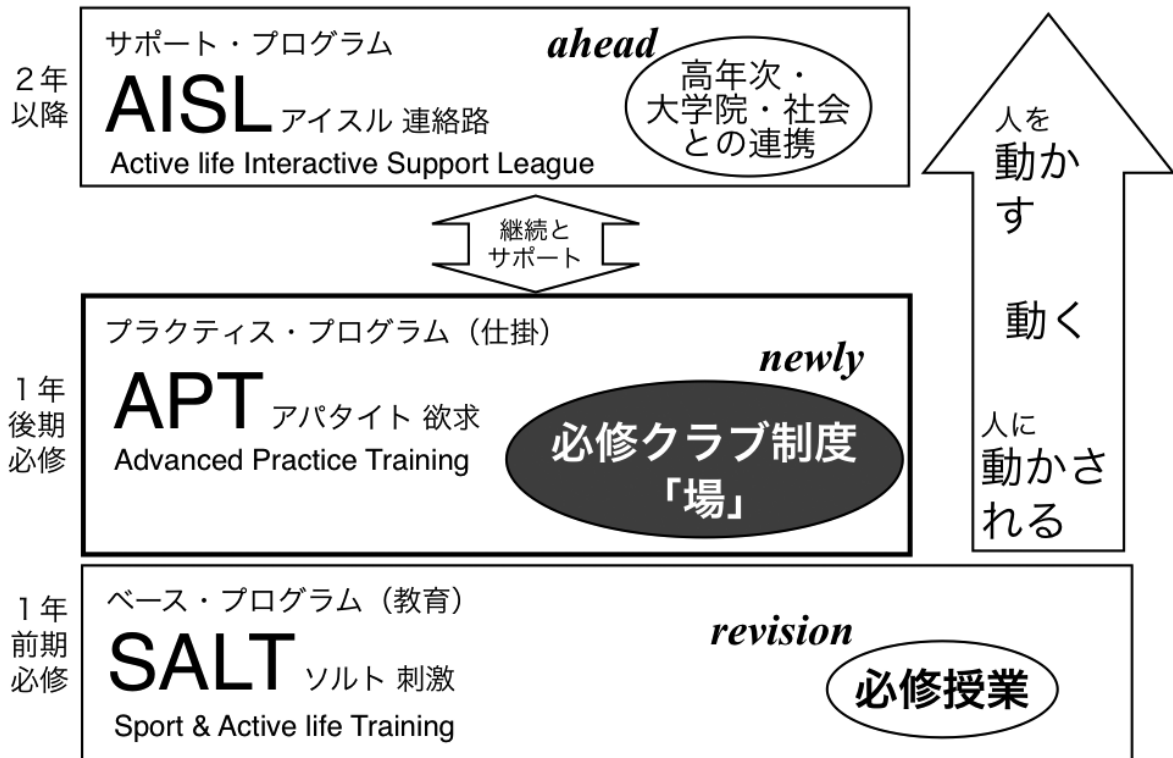 2年
以降
サポート・プログラム
AISL アイスル 連絡路
Active life Interactive Support League
ahead
高年次・
大学院・社会
との連携
継続と
サポート
1年
後期
必修
プラクティス・プログラム（仕掛）
APT アパタイト 欲求
Advanced Practice Training
newly
必修クラブ制度
「場」
1年
前期
必修
ベース・プログラム（教育）
SALT ソルト 刺激
Sport & Active life Training
revision
必修授業
人を
動か
す
動く
人に
動かさ
れる